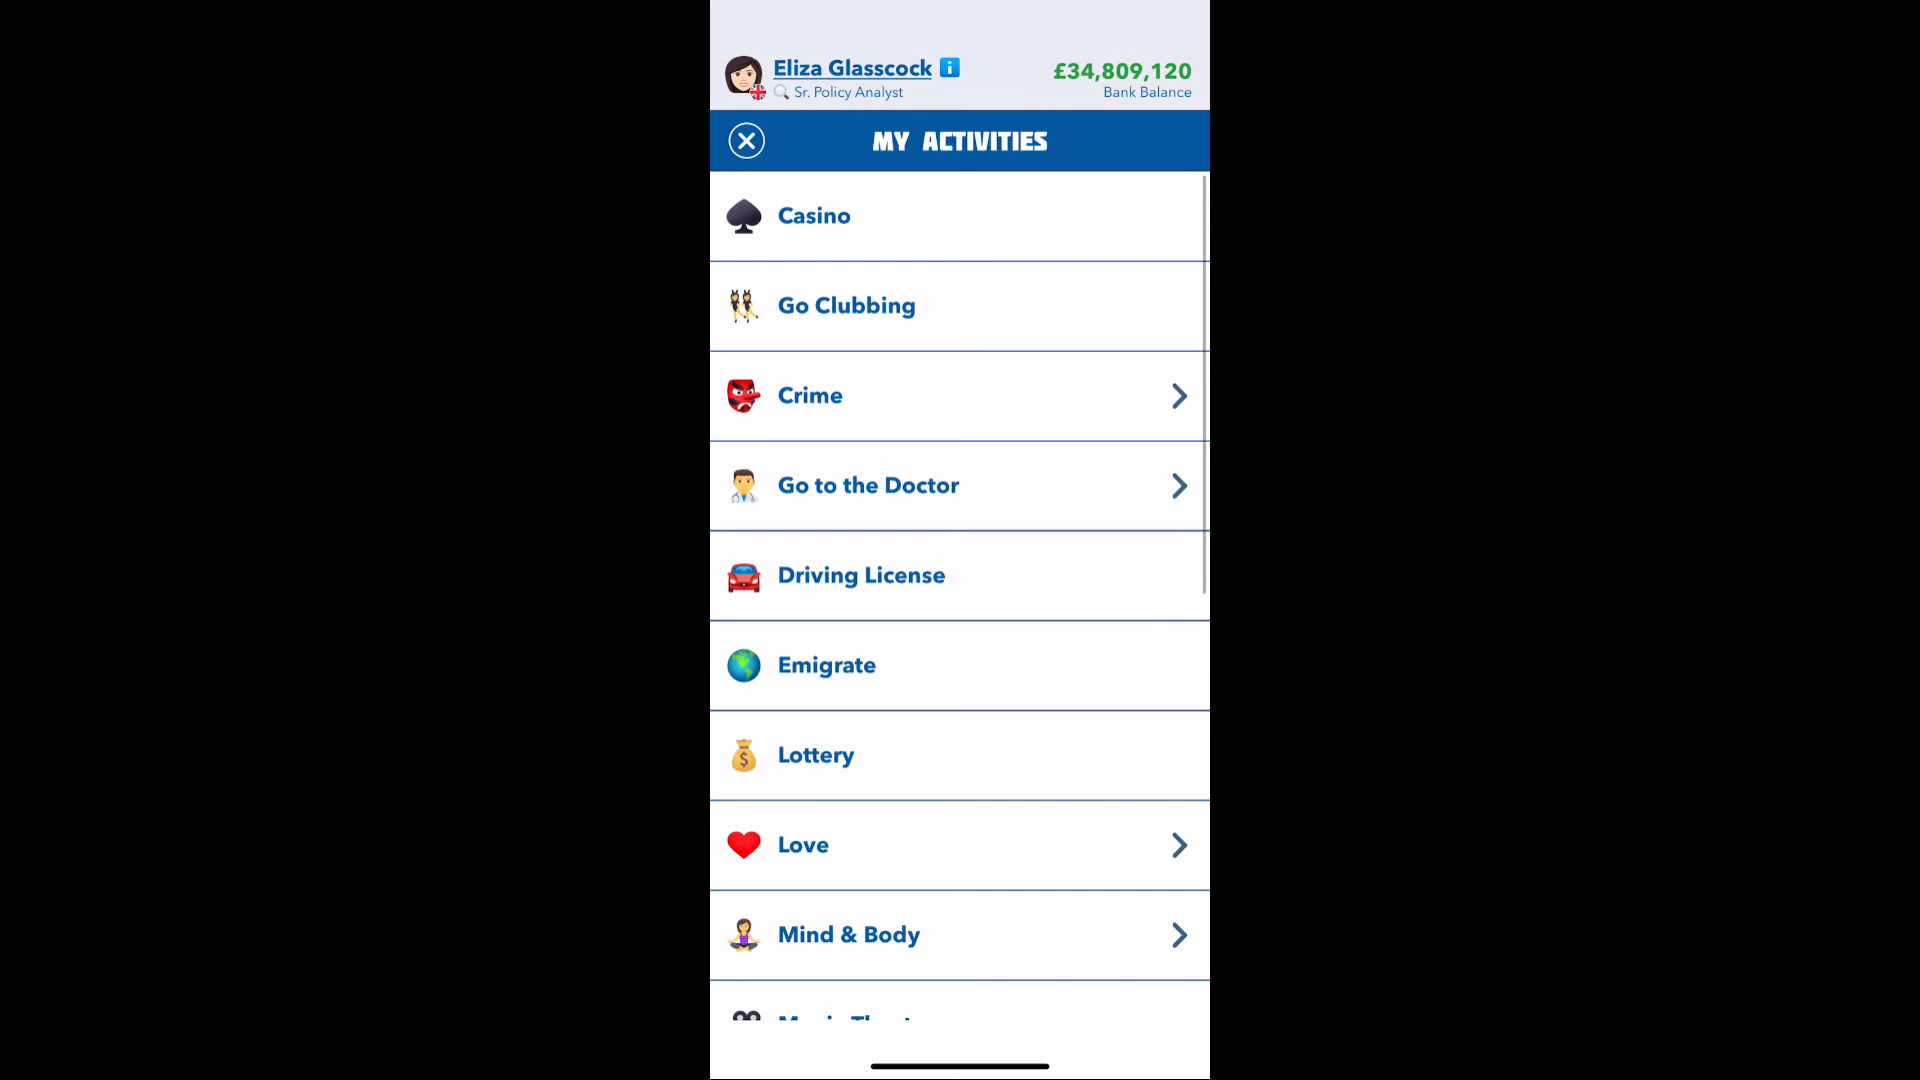 Eliza Glasscock
£34,809,120
Sr. Policy Analyst
Bank Balance
MY ACTIVITIES
Casino
Go Clubbing
Crime
Go to the Doctor
Driving License
Emigrate
Lottery
Love
Mind & Body